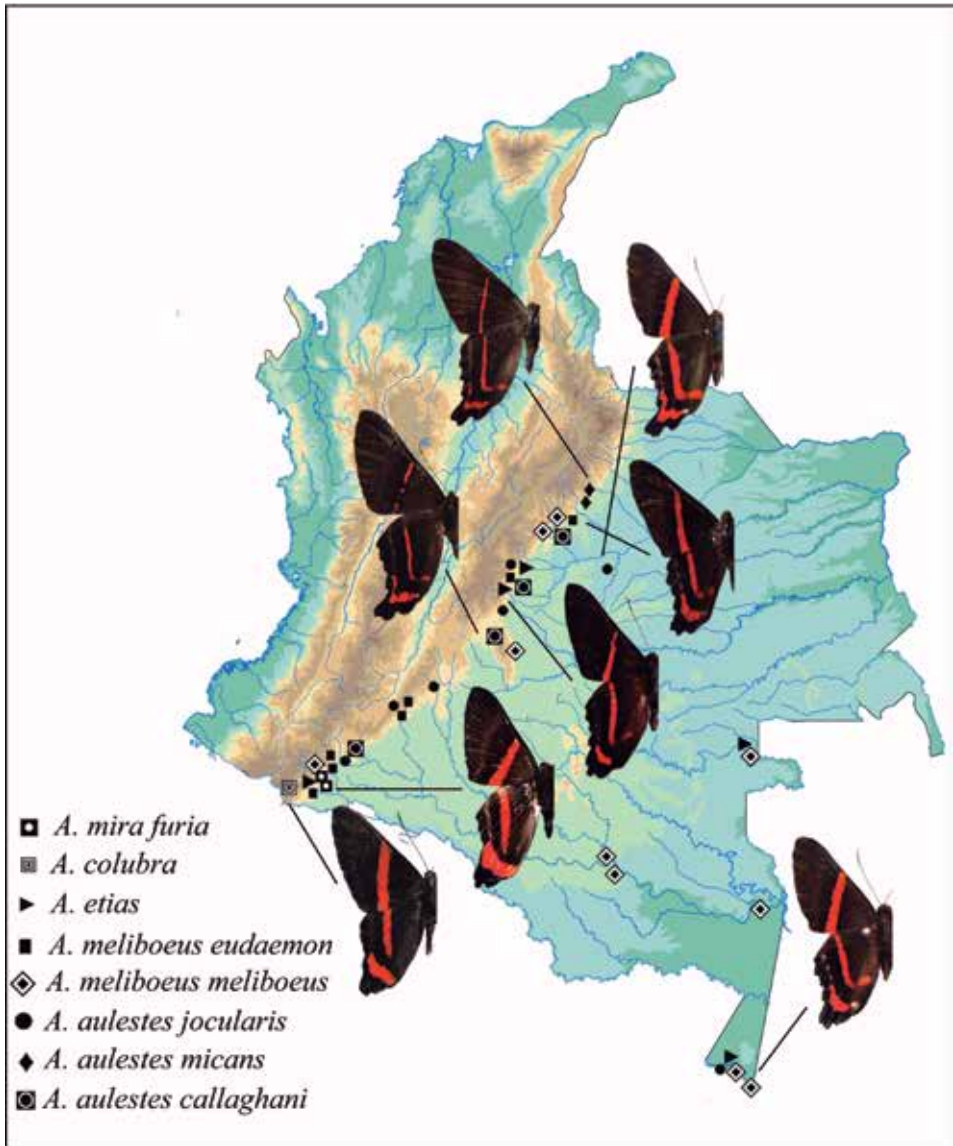 A. mira furia
A. colubra
A. etias
A. meliboeus eudaemon
A. meliboeus meliboeus
A. aulestes jocularis
A. aulestes micans
A. aulestes callaghani